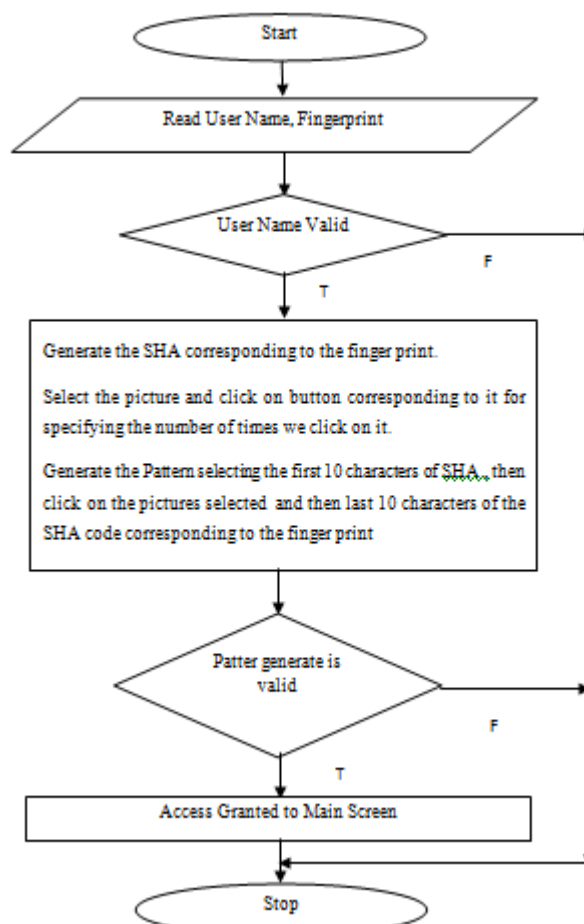 Start
Read User Name, Fingerprint
User Name Valid
F
T
Generate the SHA corresponding to the finger print.
Select the picture and click on button corresponding to it for
specifying the number of times we click on it.
Generate the Pattern selecting the first 10 characters of SHA., then
click on the pictures selected and then last 10 characters of the
SHA code corresponding to the finger print
Patter generate is
valid
F
T
Access Granted to Main Screen
Stop